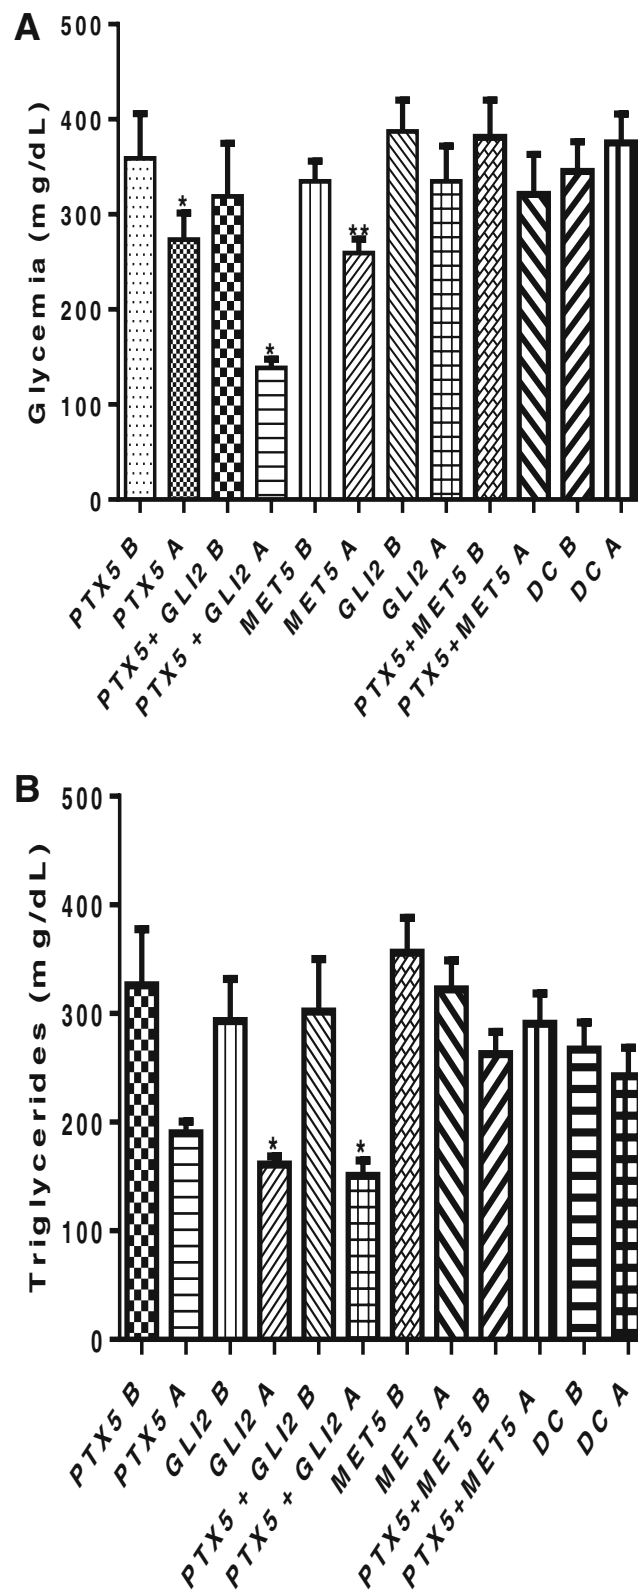 A
Glycemia (mg/dL)
500
400
300
200
100
0
*
*
**
PTX5 B
PTX5 A
PTX5+ GLI2 B
PTX5 + GLI2 A
MET5 B
MET5 A
GLI2 B
GLI2 A
PTX5+MET5 B
PTX5+MET5 A
DC B
DC A
B
Triglycerides (mg/dL)
500
400
300
200
100
0
*
*
PTX5 B
PTX5 A
GLI2 B
GLI2 A
PTX5 + GLI2 B
PTX5 + GLI2 A
MET5 B
MET5 A
PTX5+MET5 B
PTX5+MET5 A
DC B
DC A